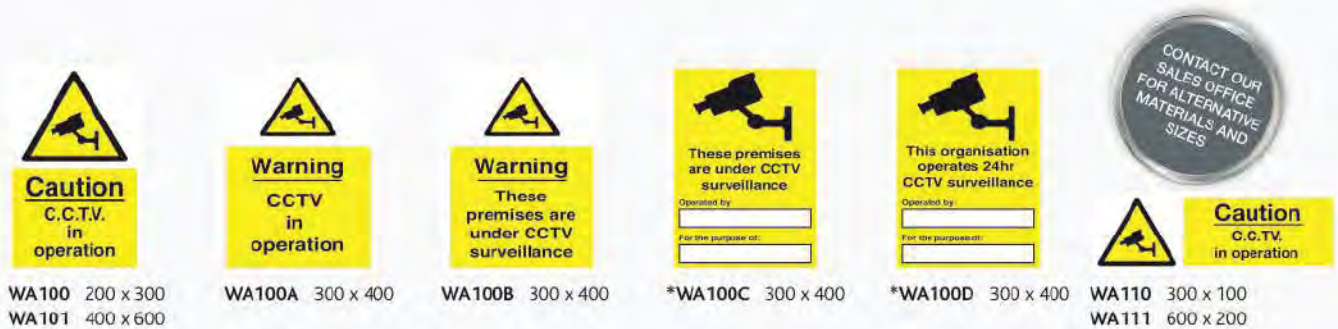 Caution
C.C.T.V.
in
operation
WA100 200 x 300
WA101 400 x 600
Warning
CCTV
in
operation
WA100A 300 x 400
Warning
These
premises are
under CCTV
surveillance
WA100B 300 x 400
These premises
are under CCTV
surveillance
Operated by
For the purpose of:
*WA100C 300 x 400
This organisation
operates 24hr
CCTV surveillance
Operated by:
For the purpose of:
*WA100D 300 x 400
CONTACT OUR
SALES OFFICE
FOR ALTERNATIVE
MATERIALS AND
SIZES
Caution
C.C.TV.
in operation
WA110 300 x 100
WA111 600 x 200